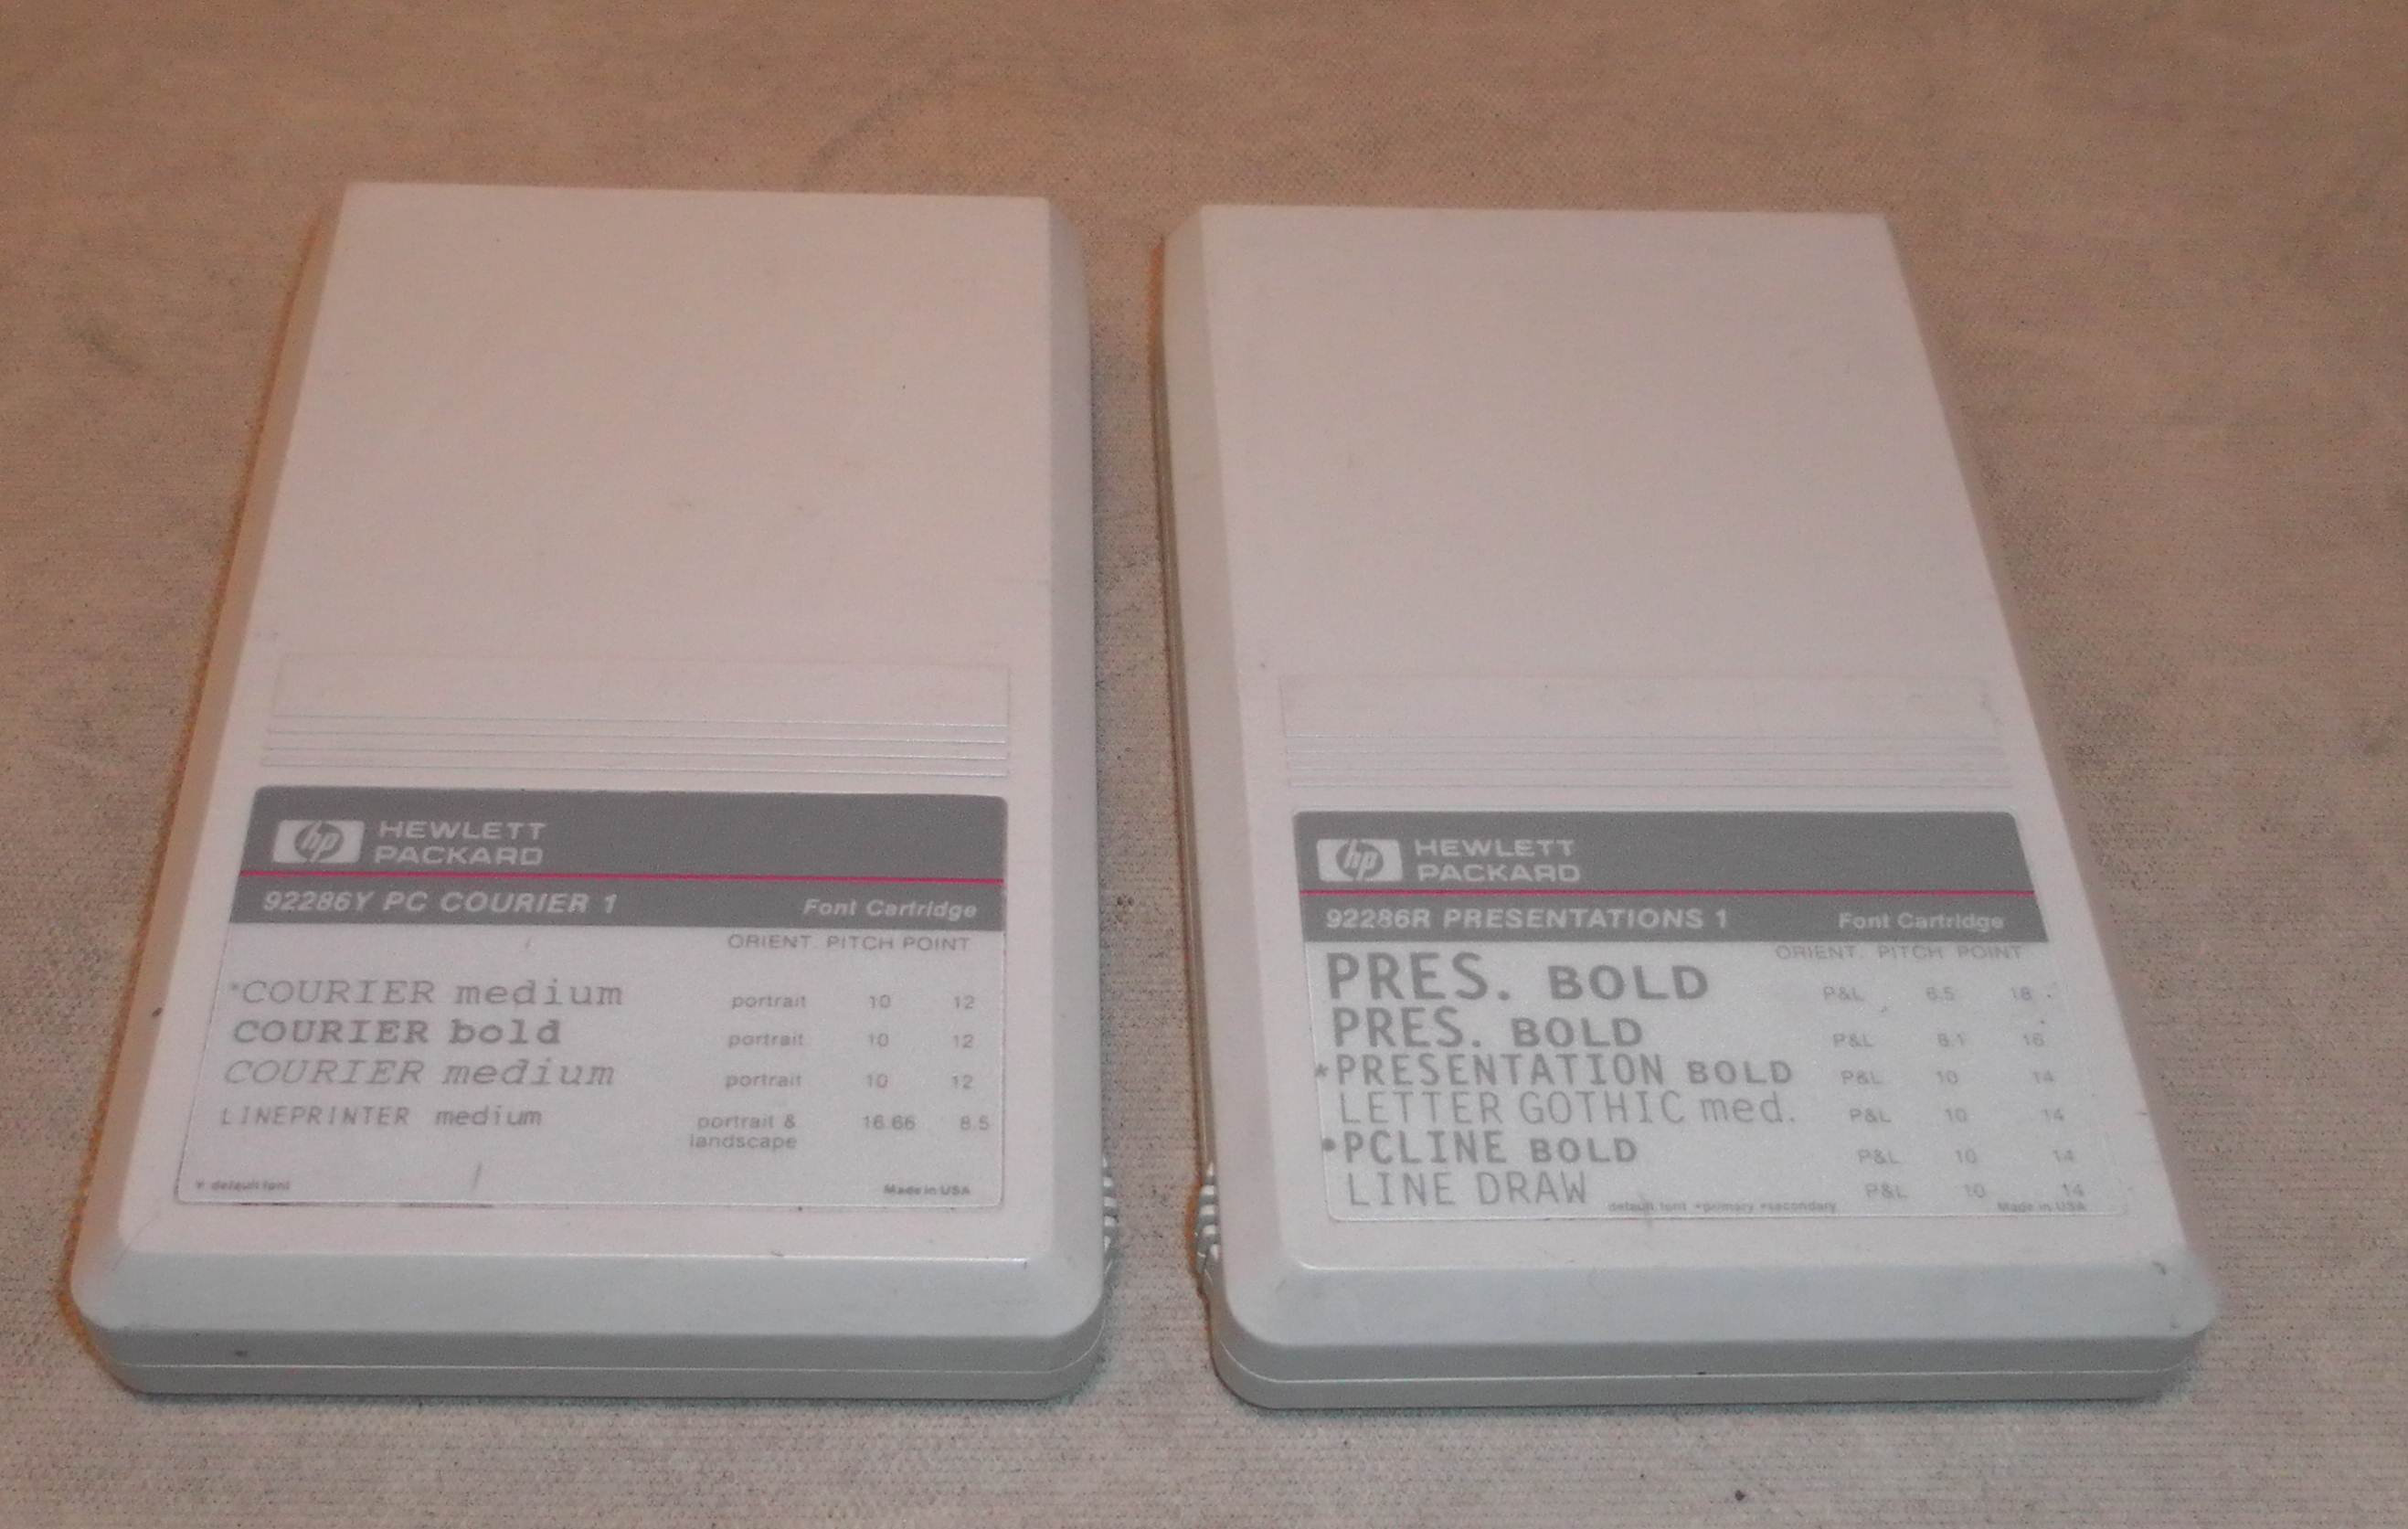 hp HEWLETT
PACKARD
92286Y PC COURIER 1 Font Cartridge
ORIENT. PITCH POINT
*COURIER medium portrait 10 12
COURIER bold portrait 10 12
COURIER medium portrait 10 12
LINEPRINTER medium portrait & 16.66 8.5
landscape
* default font Made in USA
hp HEWLETT
PACKARD
92286R PRESENTATIONS 1 Font Cartridge
ORIENT. PITCH POINT
PRES. BOLD P&L 6.5 18
PRES. BOLD P&L 8.1 16
*PRESENTATION BOLD P&L 10 14
LETTER GOTHIC med. P&L 10 14
•PCLINE BOLD P&L 10 14
LINE DRAW P&L 10 14
default font *primary •secondary Made in USA